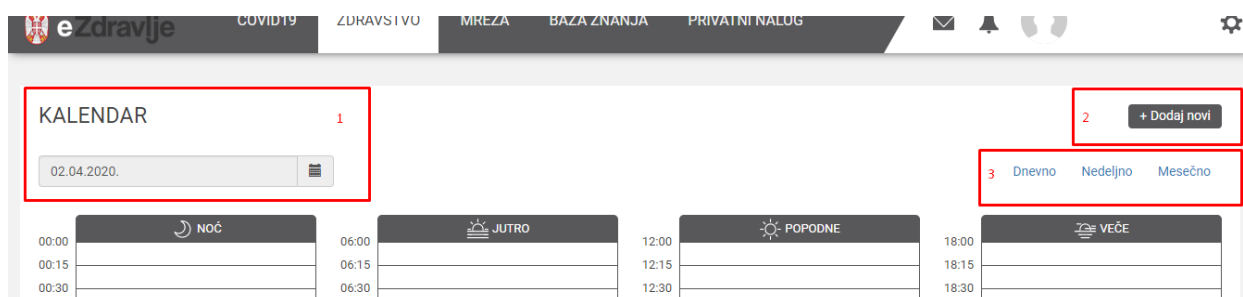 eZdravlje COVID19 ZDRAVSTVO MREŽA BAZA ZNANJA PRIVATNI NALOG
KALENDAR 1 2 + Dodaj novi
02.04.2020. 3 Dnevno Nedeljno Mesečno
NOĆ JUTRO POPODNE VEČE
00:00 06:00 12:00 18:00
00:15 06:15 12:15 18:15
00:30 06:30 12:30 18:30